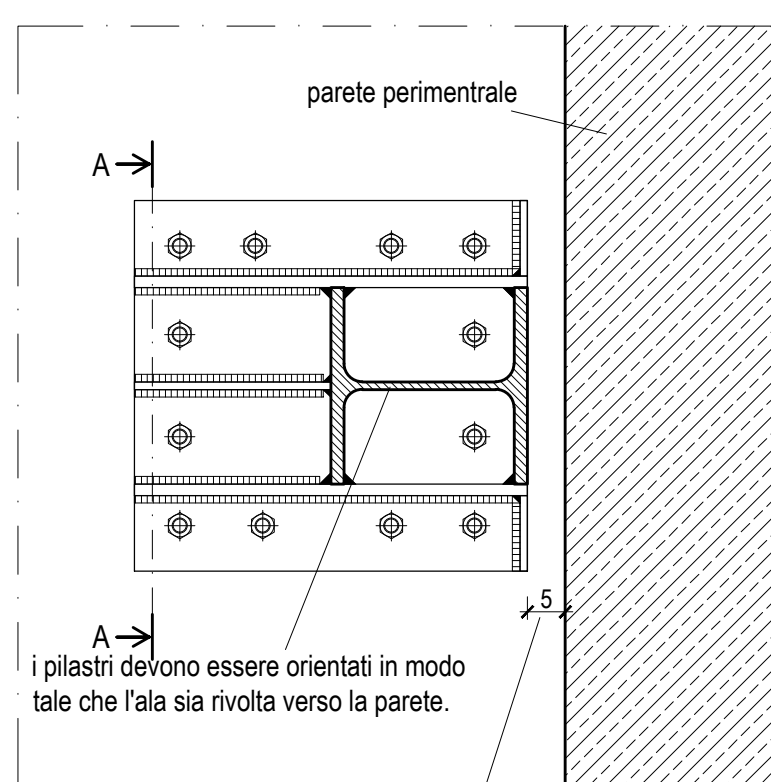 parete perimentrale
A
5
A
i pilastri devono essere orientati in modo
tale che l'ala sia rivolta verso la parete.